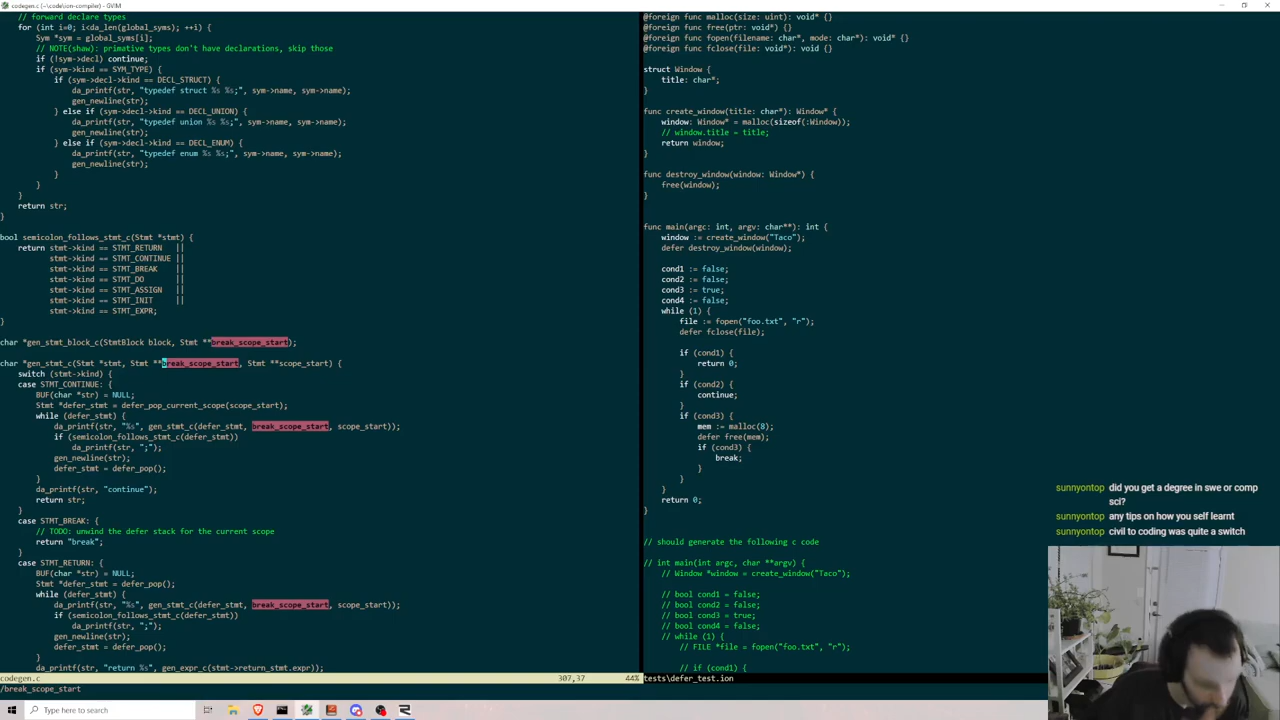 codegen.c (~\code\ion-compiler) - GVIM
// forward declare types
for (int i=0; i<da_len(global_syms); ++i) {
Sym *sym = global_syms[i];
// NOTE(shaw): primative types don't have declarations, skip those
if (!sym->decl) continue;
if (sym->kind == SYM_TYPE) {
if (sym->decl->kind == DECL_STRUCT) {
da_printf(str, "typedef struct %s %s;", sym->name, sym->name);
gen_newline(str);
} else if (sym->decl->kind == DECL_UNION) {
da_printf(str, "typedef union %s %s;", sym->name, sym->name);
gen_newline(str);
} else if (sym->decl->kind == DECL_ENUM) {
da_printf(str, "typedef enum %s %s;", sym->name, sym->name);
gen_newline(str);
}
}
}
return str;
}
bool semicolon_follows_stmt_c(Stmt *stmt) {
return stmt->kind == STMT_RETURN ||
stmt->kind == STMT_CONTINUE ||
stmt->kind == STMT_BREAK ||
stmt->kind == STMT_DO ||
stmt->kind == STMT_ASSIGN ||
stmt->kind == STMT_INIT ||
stmt->kind == STMT_EXPR;
}
char *gen_stmt_block_c(StmtBlock block, Stmt **break_scope_start);
char *gen_stmt_c(Stmt *stmt, Stmt **break_scope_start, Stmt **scope_start) {
switch (stmt->kind) {
case STMT_CONTINUE: {
BUF(char *str) = NULL;
Stmt *defer_stmt = defer_pop_current_scope(scope_start);
while (defer_stmt) {
da_printf(str, "%s", gen_stmt_c(defer_stmt, break_scope_start, scope_start));
if (semicolon_follows_stmt_c(defer_stmt))
da_printf(str, ";");
gen_newline(str);
defer_stmt = defer_pop();
}
da_printf(str, "continue");
return str;
}
case STMT_BREAK: {
// TODO: unwind the defer stack for the current scope
return "break";
}
case STMT_RETURN: {
BUF(char *str) = NULL;
Stmt *defer_stmt = defer_pop();
while (defer_stmt) {
da_printf(str, "%s", gen_stmt_c(defer_stmt, break_scope_start, scope_start));
if (semicolon_follows_stmt_c(defer_stmt))
da_printf(str, ";");
gen_newline(str);
defer_stmt = defer_pop();
}
da_printf(str, "return %s", gen_expr_c(stmt->return_stmt.expr));
codegen.c 307,37 44%
/break_scope_start
@foreign func malloc(size: uint): void* {}
@foreign func free(ptr: void*) {}
@foreign func fopen(filename: char*, mode: char*): void* {}
@foreign func fclose(file: void*): void {}
struct Window {
title: char*;
}
func create_window(title: char*): Window* {
window: Window* = malloc(sizeof(:Window));
// window.title = title;
return window;
}
func destroy_window(window: Window*) {
free(window);
}
func main(argc: int, argv: char**): int {
window := create_window("Taco");
defer destroy_window(window);
cond1 := false;
cond2 := false;
cond3 := true;
cond4 := false;
while (1) {
file := fopen("foo.txt", "r");
defer fclose(file);
if (cond1) {
return 0;
}
if (cond2) {
continue;
}
if (cond3) {
mem := malloc(8);
defer free(mem);
if (cond3) {
break;
}
}
}
return 0;
}
// should generate the following c code
// int main(int argc, char **argv) {
// Window *window = create_window("Taco");
// bool cond1 = false;
// bool cond2 = false;
// bool cond3 = true;
// bool cond4 = false;
// while (1) {
// FILE *file = fopen("foo.txt", "r");
// if (cond1) {
tests\defer_test.ion
sunnyontop did you get a degree in swe or comp
sci?
sunnyontop any tips on how you self learnt
sunnyontop civil to coding was quite a switch
Type here to search